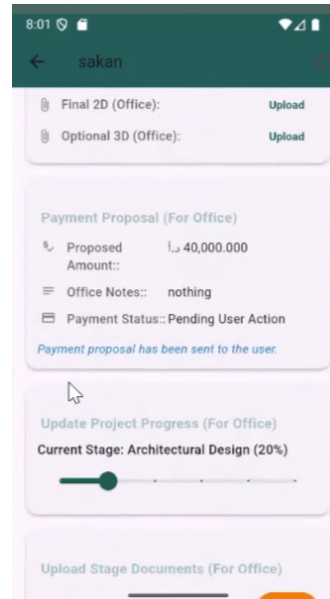 8:01
sakan
Final 2D (Office): Upload
Optional 3D (Office): Upload
Payment Proposal (For Office)
Proposed د.أ 40,000.000
Amount::
Office Notes:: nothing
Payment Status:: Pending User Action
Payment proposal has been sent to the user.
Update Project Progress (For Office)
Current Stage: Architectural Design (20%)
Upload Stage Documents (For Office)